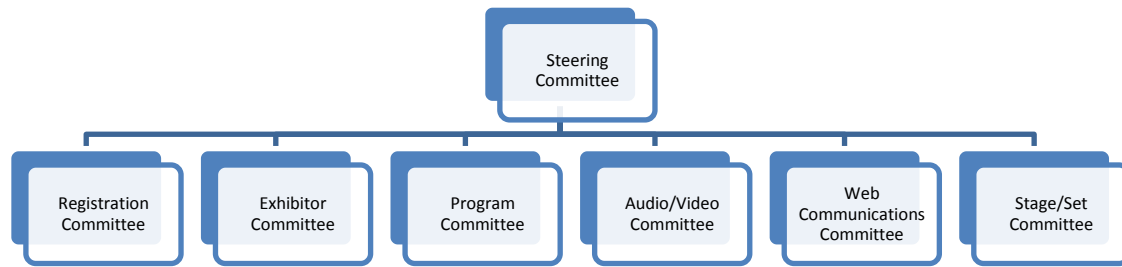 Steering
Committee
Registration
Committee
Exhibitor
Committee
Program
Committee
Audio/Video
Committee
Web
Communications
Committee
Stage/Set
Committee